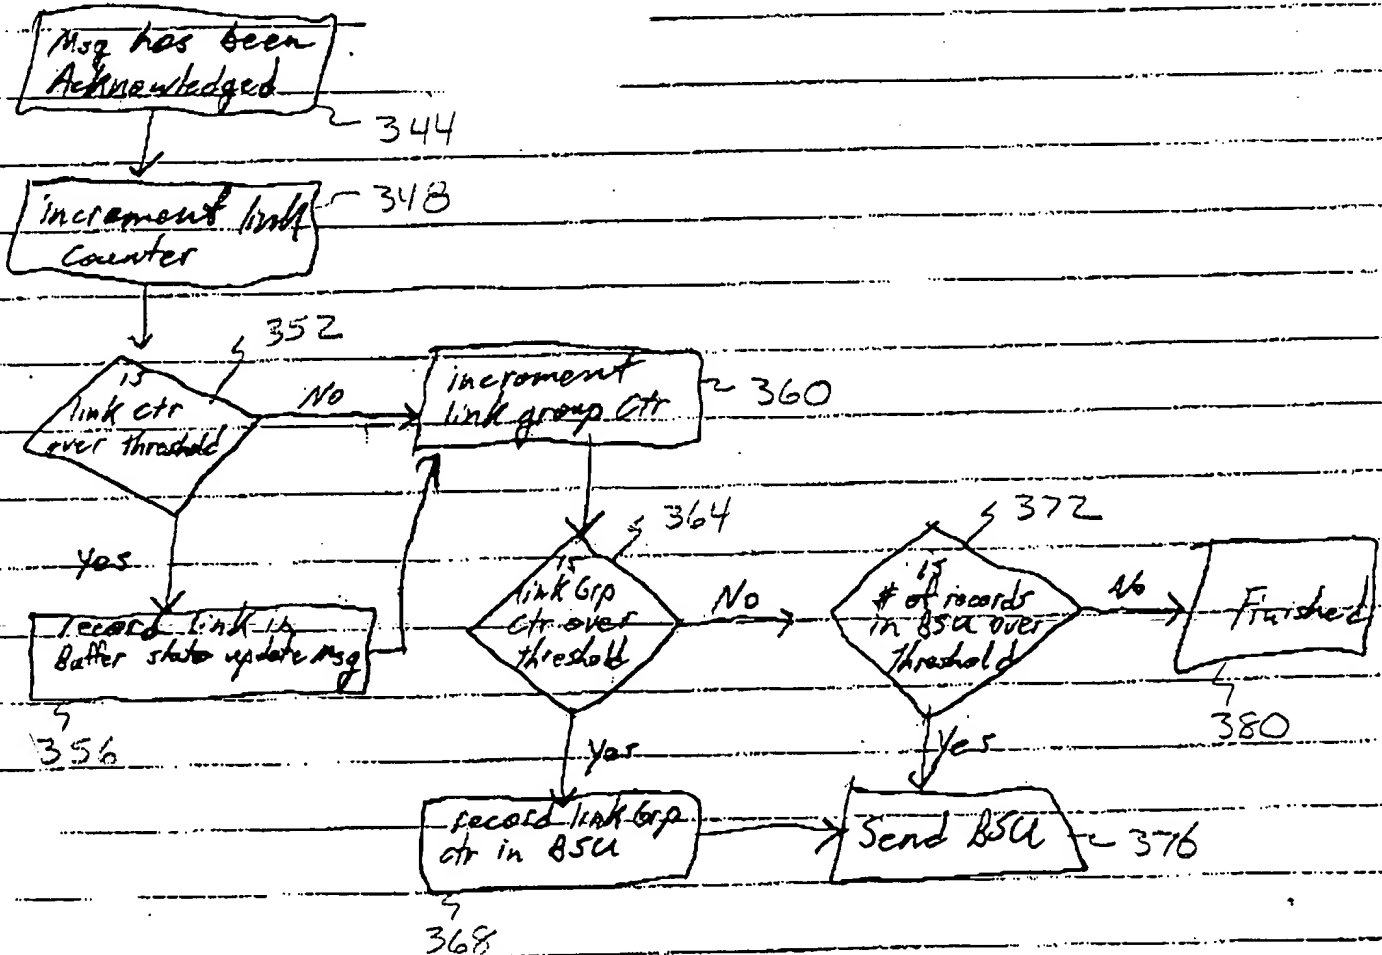 Msg has been
Acknowledged
344
increment link
counter
348
is
link ctr
over threshold
352
No
Yes
increment
link group Ctr
360
record link in
Buffer state update Msg
356
is
link Grp
ctr over
threshold
364
No
Yes
record link Grp
ctr in BSU
368
is
# of records
in BSU over
threshold
372
No
Yes
Send BSU
376
Finished
380